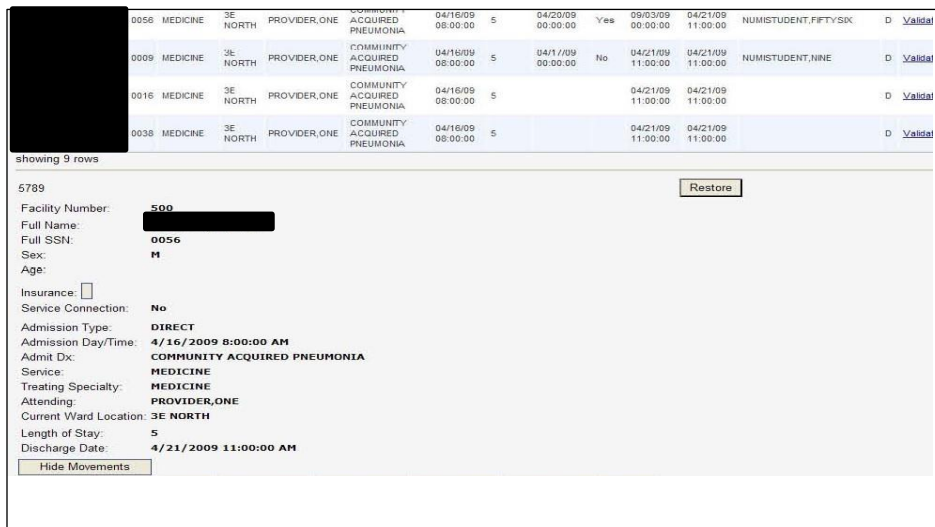 0056 MEDICINE 3E NORTH PROVIDER,ONE COMMUNITY ACQUIRED PNEUMONIA 04/16/09 08:00:00 5 04/20/09 00:00:00 Yes 09/03/09 00:00:00 04/21/09 11:00:00 NUMISTUDENT,FIFTYSIX D Validat
0009 MEDICINE 3E NORTH PROVIDER,ONE COMMUNITY ACQUIRED PNEUMONIA 04/16/09 08:00:00 5 04/17/09 00:00:00 No 04/21/09 11:00:00 04/21/09 11:00:00 NUMISTUDENT,NINE D Validat
0016 MEDICINE 3E NORTH PROVIDER,ONE COMMUNITY ACQUIRED PNEUMONIA 04/16/09 08:00:00 5 04/21/09 11:00:00 04/21/09 11:00:00 D Validat
0038 MEDICINE 3E NORTH PROVIDER,ONE COMMUNITY ACQUIRED PNEUMONIA 04/16/09 08:00:00 5 04/21/09 11:00:00 04/21/09 11:00:00 D Validat
showing 9 rows
5789 Restore
Facility Number: 500
Full Name:
Full SSN: 0056
Sex: M
Age:
Insurance:
Service Connection: No
Admission Type: DIRECT
Admission Day/Time: 4/16/2009 8:00:00 AM
Admit Dx: COMMUNITY ACQUIRED PNEUMONIA
Service: MEDICINE
Treating Specialty: MEDICINE
Attending: PROVIDER,ONE
Current Ward Location: 3E NORTH
Length of Stay: 5
Discharge Date: 4/21/2009 11:00:00 AM
Hide Movements